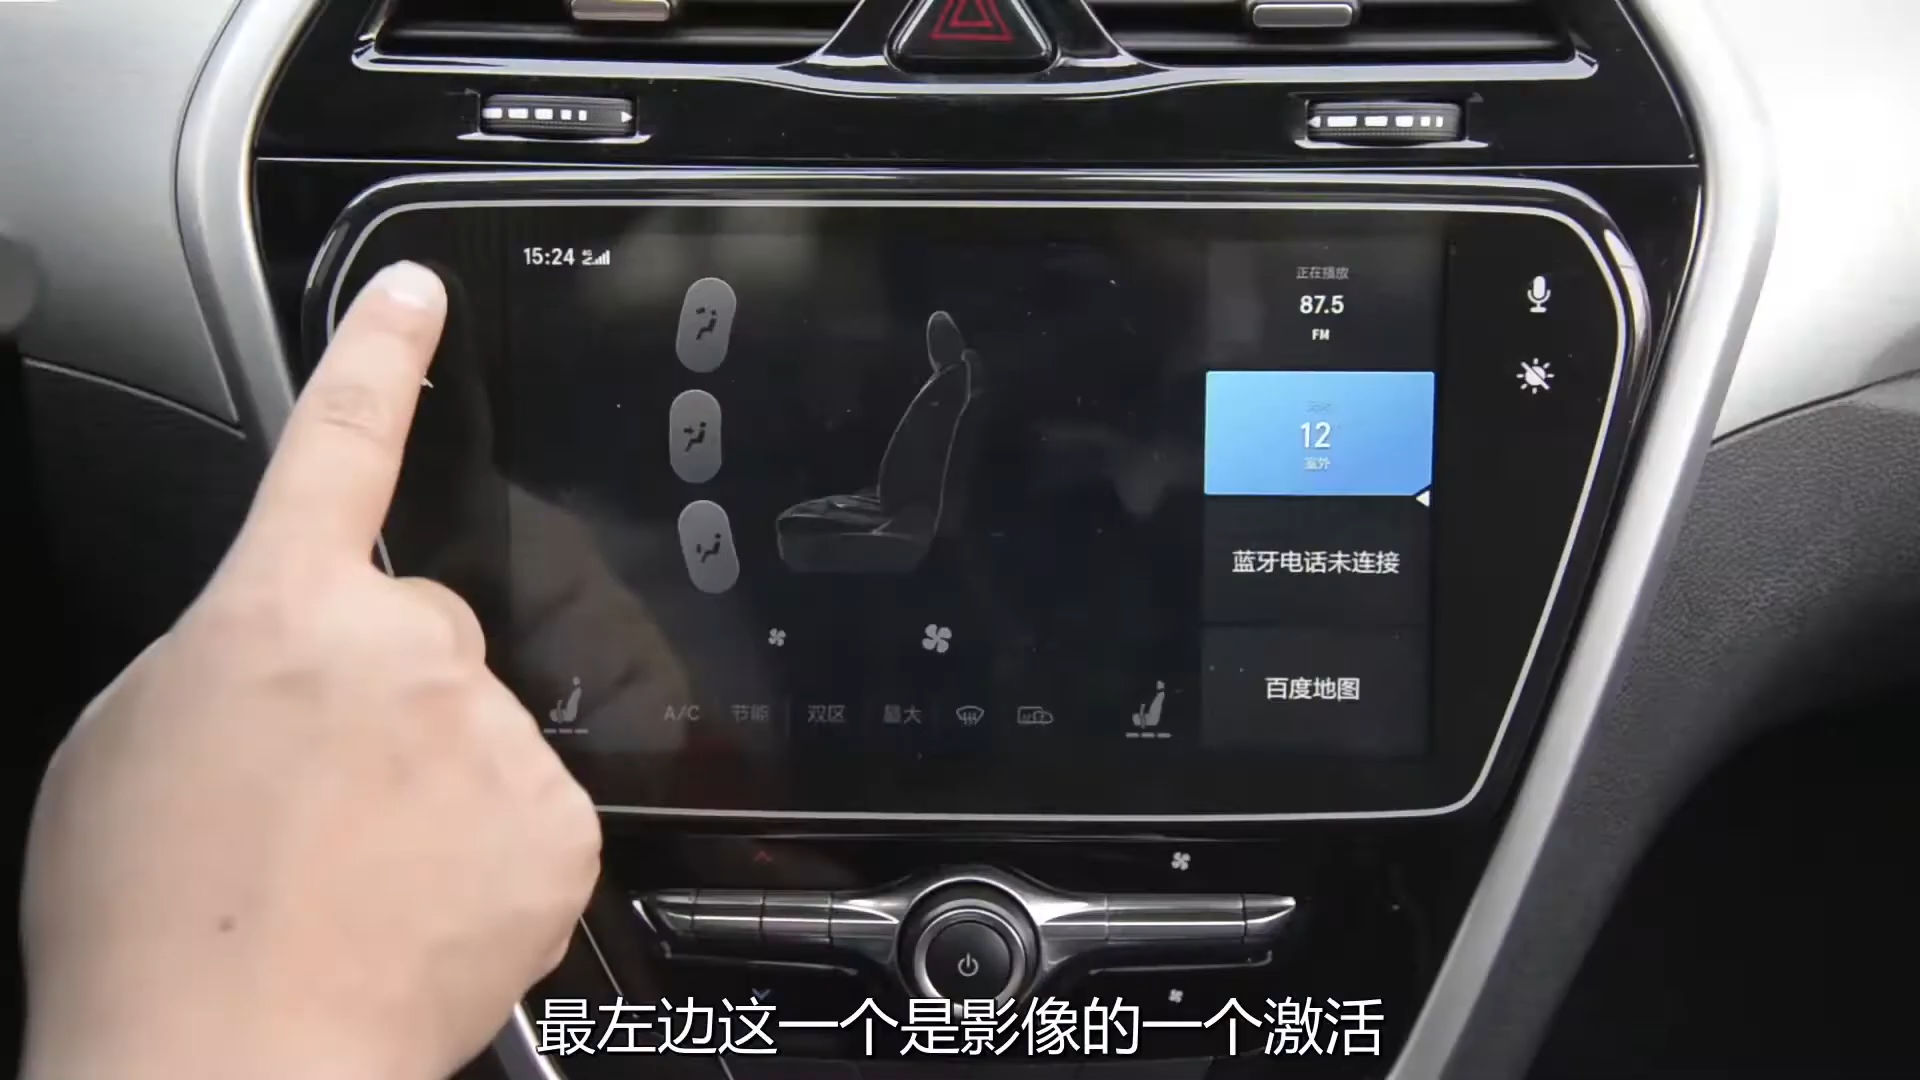 15:24
正在播放
87.5
FM
12
室外
蓝牙电话未连接
百度地图
A/C 节能 双区 最大
最左边这一个是影像的一个激活